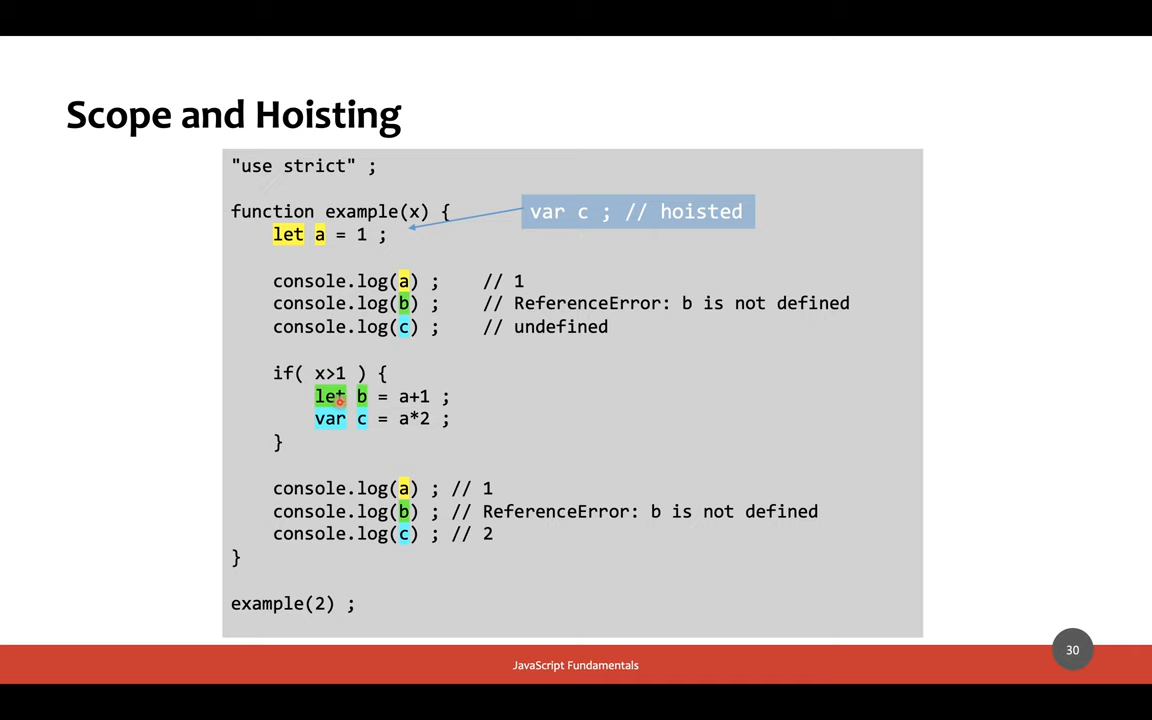 Scope and Hoisting
"use strict" ;
function example(x) {
var c ; // hoisted
let a = 1 ;
console.log(a) ; // 1
console.log(b) ; // ReferenceError: b is not defined
console.log(c) ; // undefined
if( x>1 ) {
let b = a+1 ;
var c = a*2 ;
}
console.log(a) ; // 1
console.log(b) ; // ReferenceError: b is not defined
console.log(c) ; // 2
}
example(2) ;
JavaScript Fundamentals
30